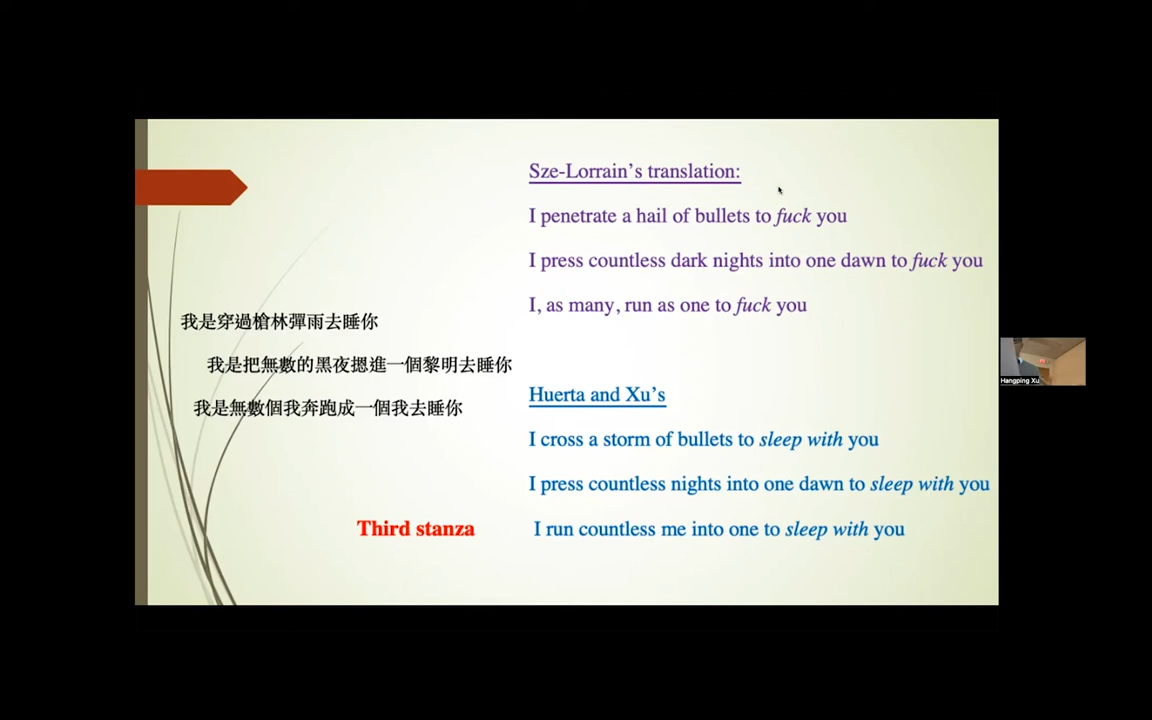 Sze-Lorrain’s translation:
I penetrate a hail of bullets to fuck you
I press countless dark nights into one dawn to fuck you
I, as many, run as one to fuck you
我是穿過槍林彈雨去睡你
我是把無數的黑夜摁進一個黎明去睡你
我是無數個我奔跑成一個我去睡你
Huerta and Xu’s
I cross a storm of bullets to sleep with you
I press countless nights into one dawn to sleep with you
I run countless me into one to sleep with you
Third stanza
Hangping Xu